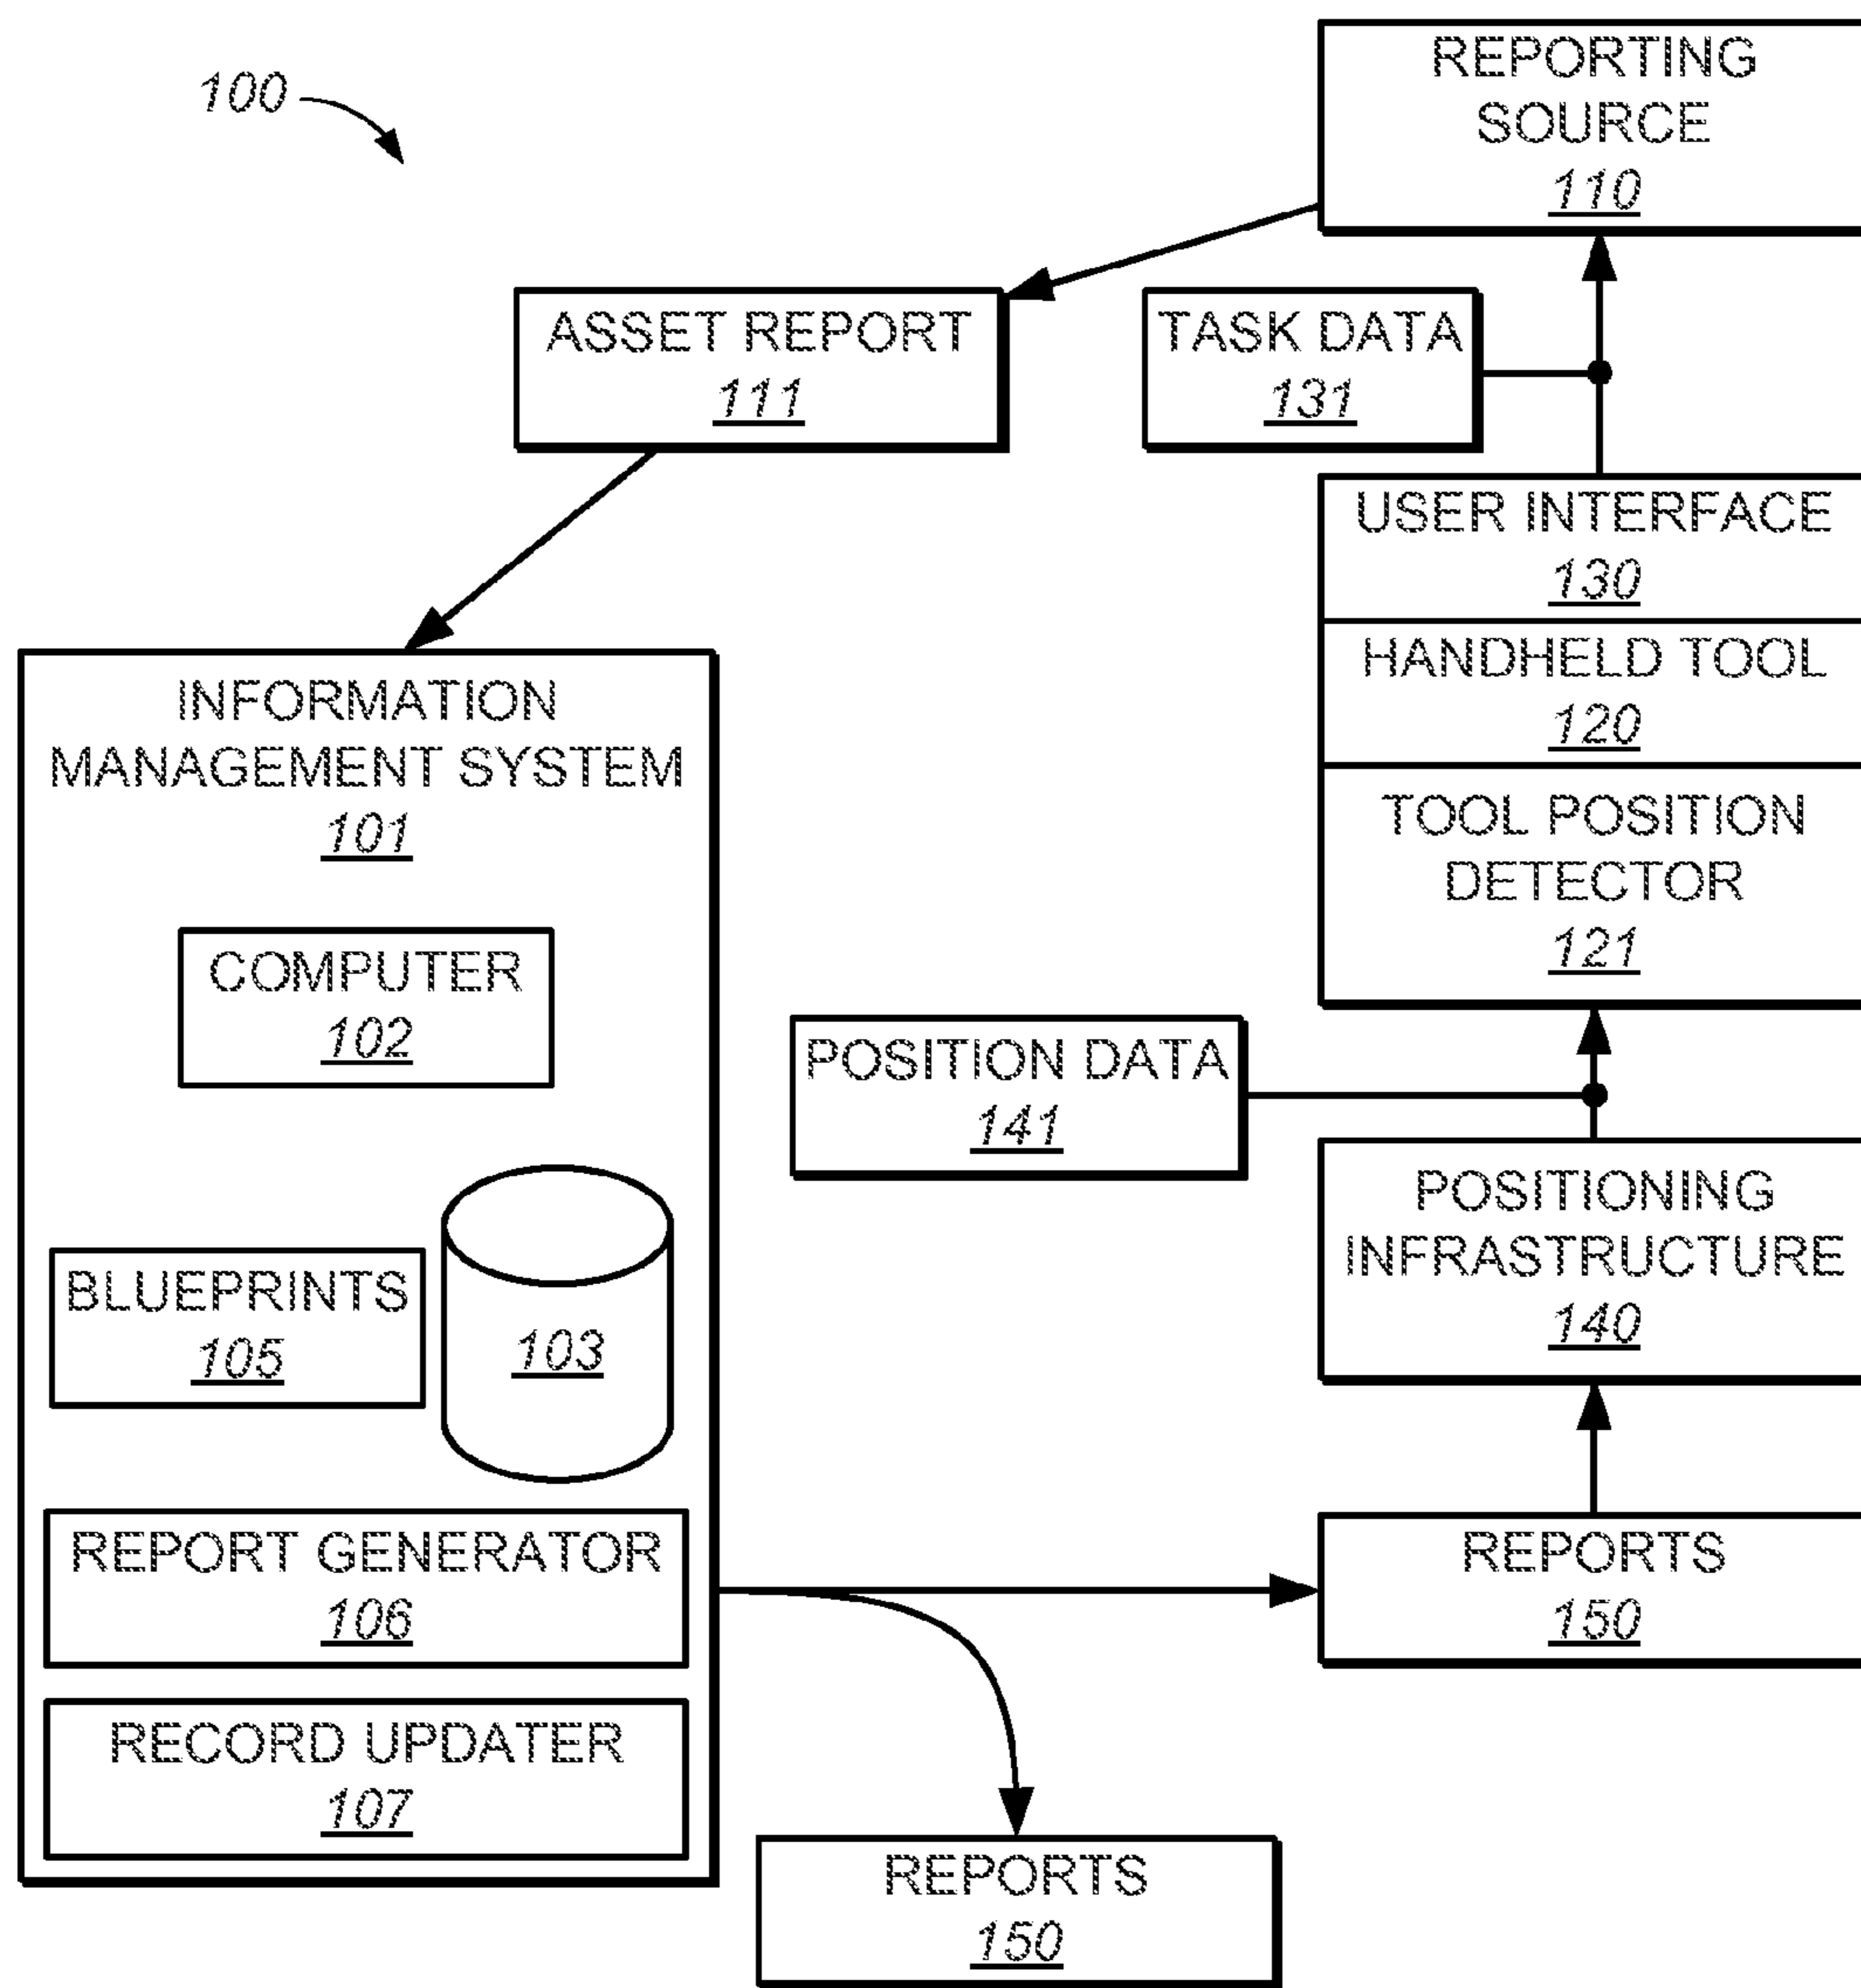 100
REPORTING
SOURCE
110
ASSET REPORT
111
TASK DATA
131
USER INTERFACE
130
HANDHELD TOOL
120
TOOL POSITION
DETECTOR
121
INFORMATION
MANAGEMENT SYSTEM
101
COMPUTER
102
POSITION DATA
141
POSITIONING
INFRASTRUCTURE
140
BLUEPRINTS
105
103
REPORT GENERATOR
106
REPORTS
150
RECORD UPDATER
107
REPORTS
150